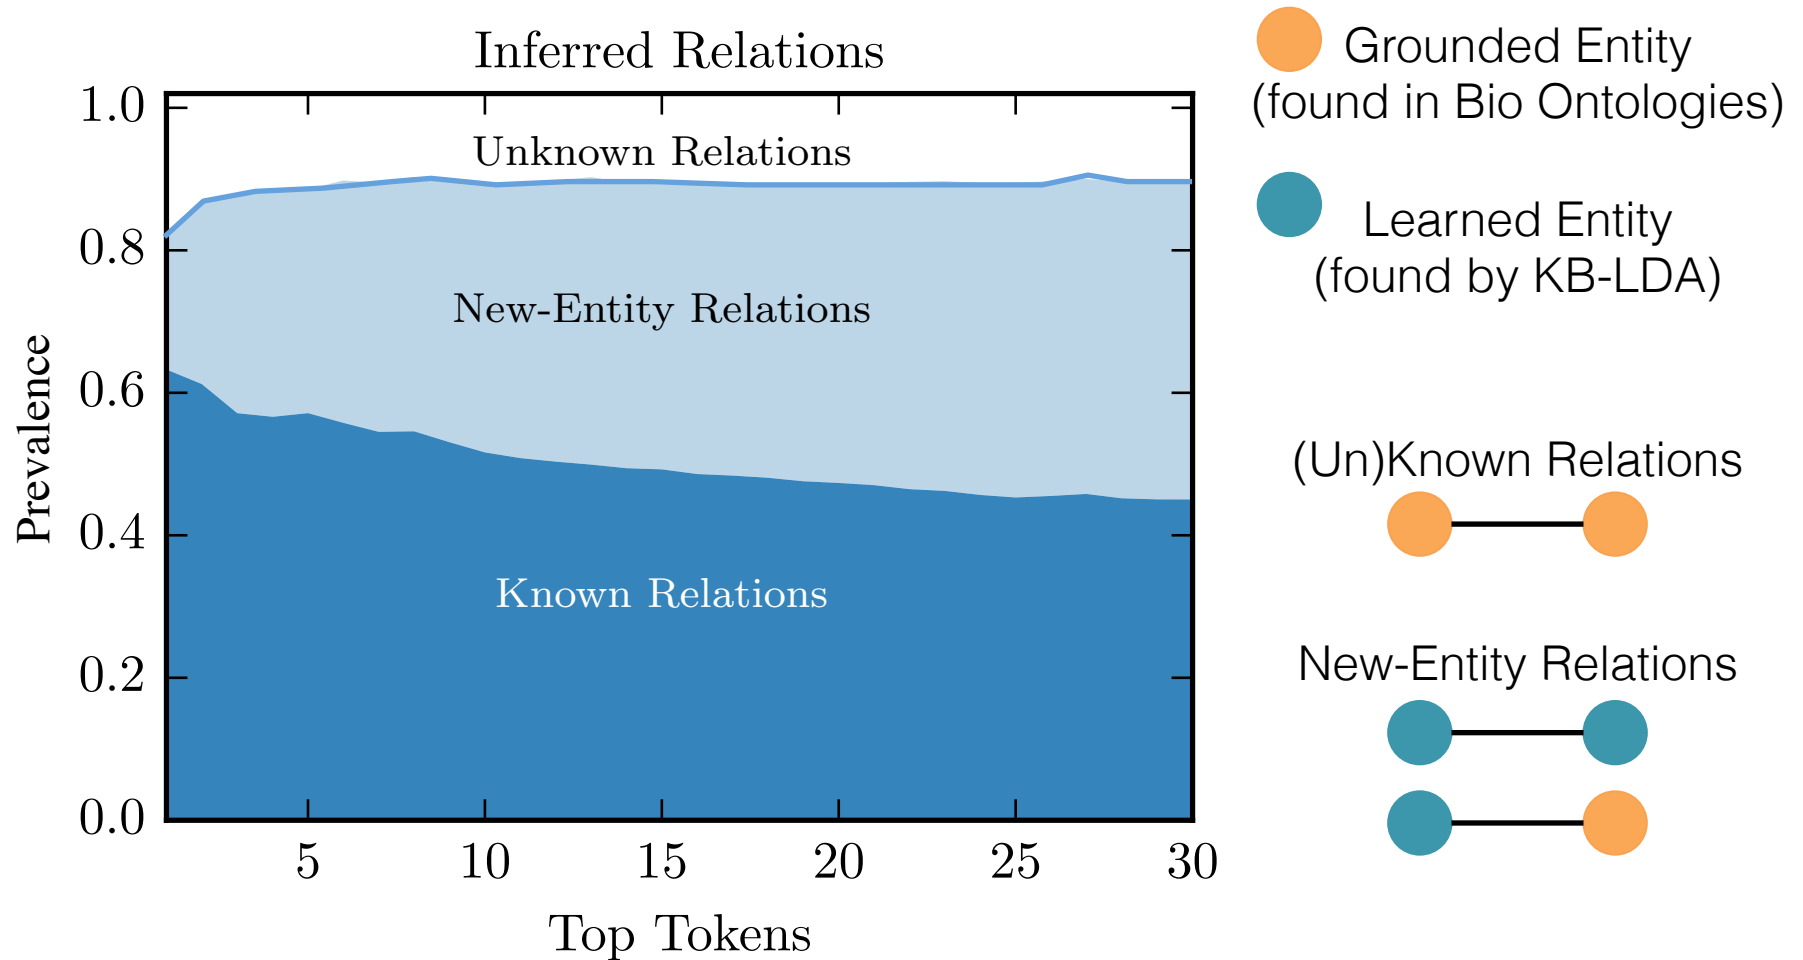 Inferred Relations
1.0
0.8
0.6
0.4
0.2
0.0
Prevalence
Unknown Relations
New-Entity Relations
Known Relations
5 10 15 20 25 30
Top Tokens
Grounded Entity
(found in Bio Ontologies)
Learned Entity
(found by KB-LDA)
(Un)Known Relations
New-Entity Relations